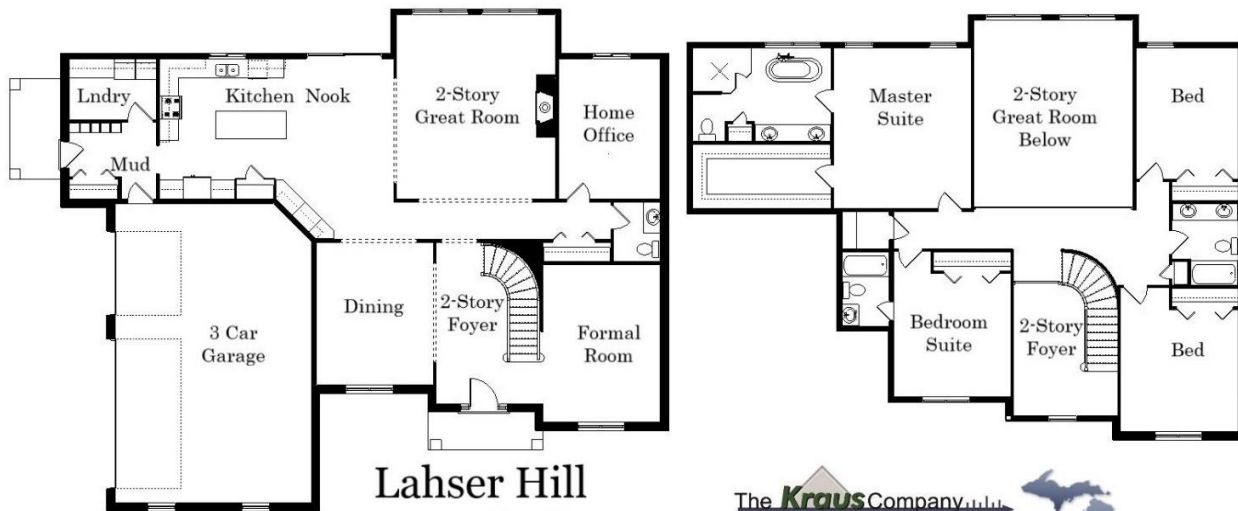 Lndry
Kitchen Nook
2-Story
Great Room
Home
Office
Mud
3 Car
Garage
Dining
2-Story
Foyer
Formal
Room
Lahser Hill
Master
Suite
2-Story
Great Room
Below
Bed
Bedroom
Suite
2-Story
Foyer
Bed
The Kraus Company